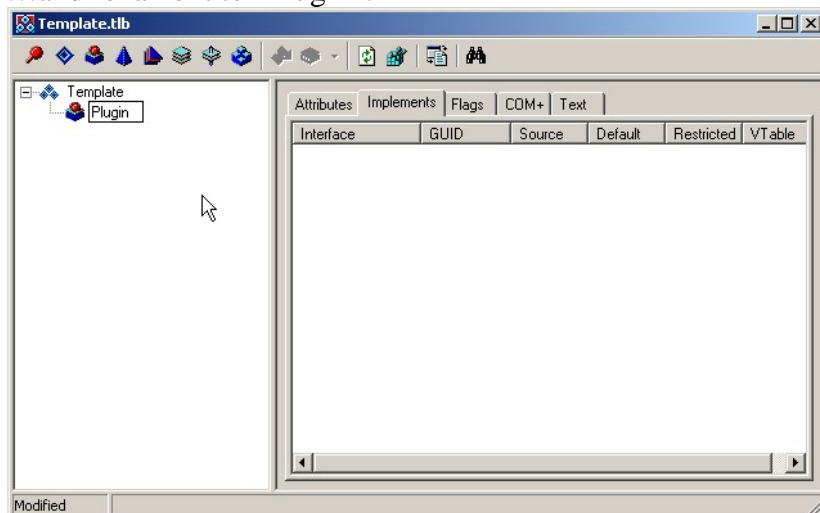 Template.tlb
Template
Plugin
Attributes Implements Flags COM+ Text
Interface GUID Source Default Restricted VTable
Modified